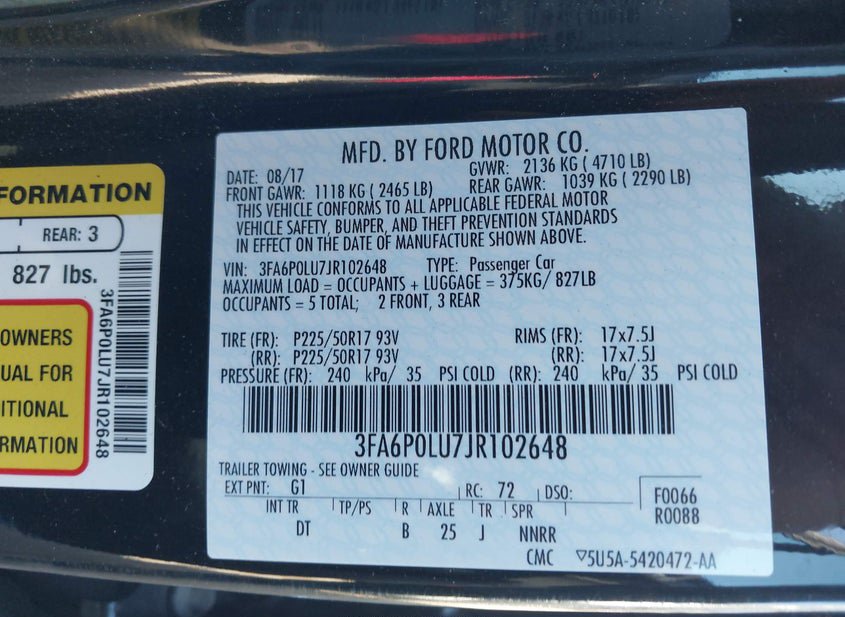 FORMATION
REAR: 3
827 lbs.
OWNERS
UAL FOR
ITIONAL
RMATION
3FA6P0LU7JR102648
MFD. BY FORD MOTOR CO.
DATE: 08/17 GVWR: 2136 KG ( 4710 LB)
FRONT GAWR: 1118 KG ( 2465 LB) REAR GAWR: 1039 KG ( 2290 LB)
THIS VEHICLE CONFORMS TO ALL APPLICABLE FEDERAL MOTOR
VEHICLE SAFETY, BUMPER, AND THEFT PREVENTION STANDARDS
IN EFFECT ON THE DATE OF MANUFACTURE SHOWN ABOVE.
VIN: 3FA6P0LU7JR102648 TYPE: Passenger Car
MAXIMUM LOAD = OCCUPANTS + LUGGAGE = 375KG/ 827LB
OCCUPANTS = 5 TOTAL; 2 FRONT, 3 REAR
TIRE (FR): P225/50R17 93V RIMS (FR): 17x7.5J
(RR): P225/50R17 93V (RR): 17x7.5J
PRESSURE (FR): 240 kPa/ 35 PSI COLD (RR): 240 kPa/ 35 PSI COLD
3FA6P0LU7JR102648
TRAILER TOWING - SEE OWNER GUIDE
EXT PNT: G1 RC: 72 DSO: F0066
INT TR TP/PS R AXLE TR SPR R0088
DT B 25 J NNRR
CMC ▽5U5A-5420472-AA